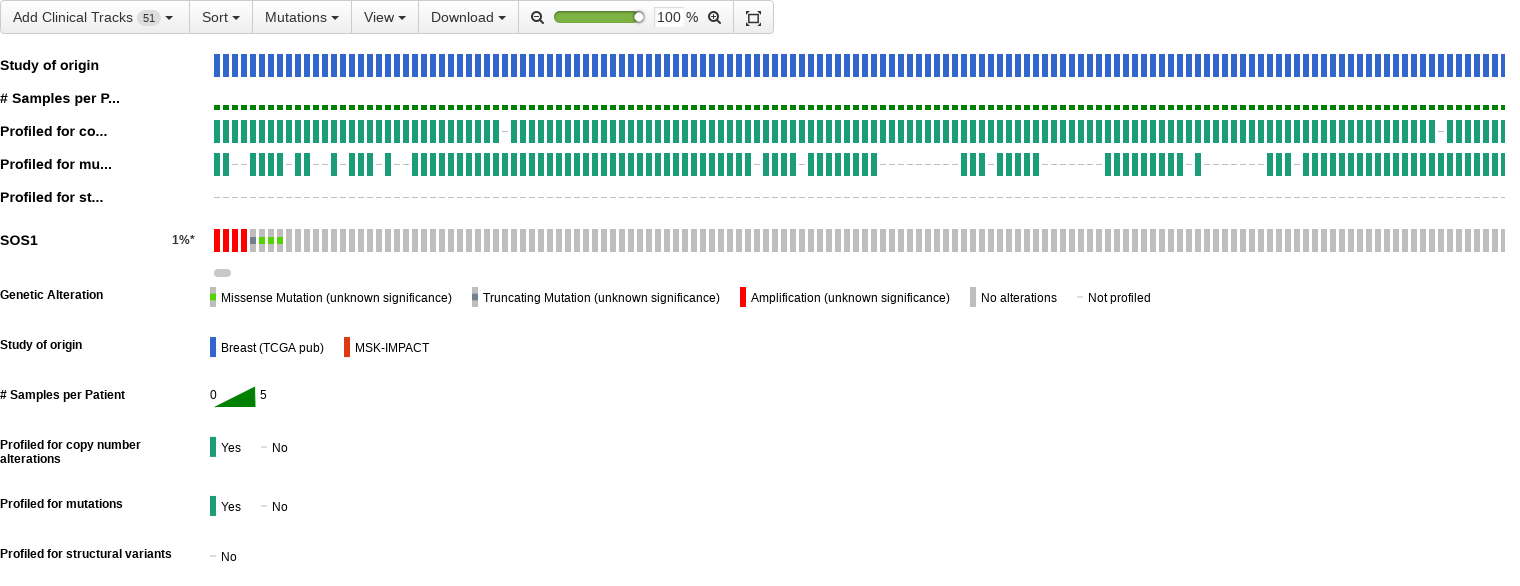 Add Clinical Tracks 51 Sort Mutations View Download 100 %
Study of origin
# Samples per P...
Profiled for co...
Profiled for mu...
Profiled for st...
SOS1 1%*
Genetic Alteration Missense Mutation (unknown significance) Truncating Mutation (unknown significance) Amplification (unknown significance) No alterations Not profiled
Study of origin Breast (TCGA pub) MSK-IMPACT
# Samples per Patient 0 5
Profiled for copy number Yes No
alterations
Profiled for mutations Yes No
Profiled for structural variants No